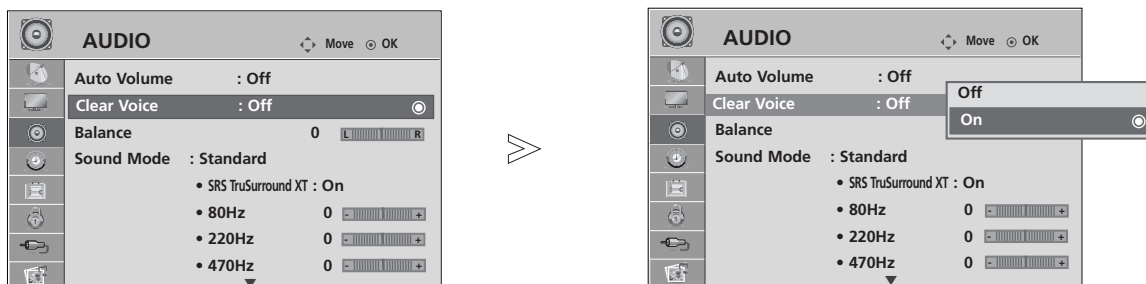 AUDIO
Move OK
Auto Volume : Off
Clear Voice : Off
Balance 0 L R
Sound Mode : Standard
• SRS TruSurround XT : On
• 80Hz 0 - +
• 220Hz 0 - +
• 470Hz 0 - +
AUDIO
Move OK
Auto Volume : Off
Clear Voice : Off
Off
On
Balance
Sound Mode : Standard
• SRS TruSurround XT : On
• 80Hz 0 - +
• 220Hz 0 - +
• 470Hz 0 - +